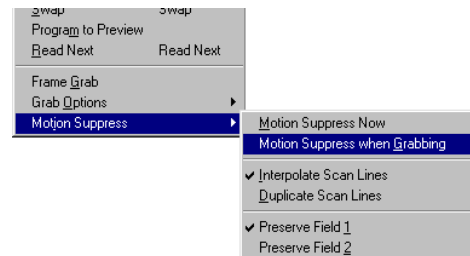 Swap Swap
Program to Preview
Read Next Read Next
Frame Grab
Grab Options
Motion Suppress
Motion Suppress Now
Motion Suppress when Grabbing
Interpolate Scan Lines
Duplicate Scan Lines
Preserve Field 1
Preserve Field 2